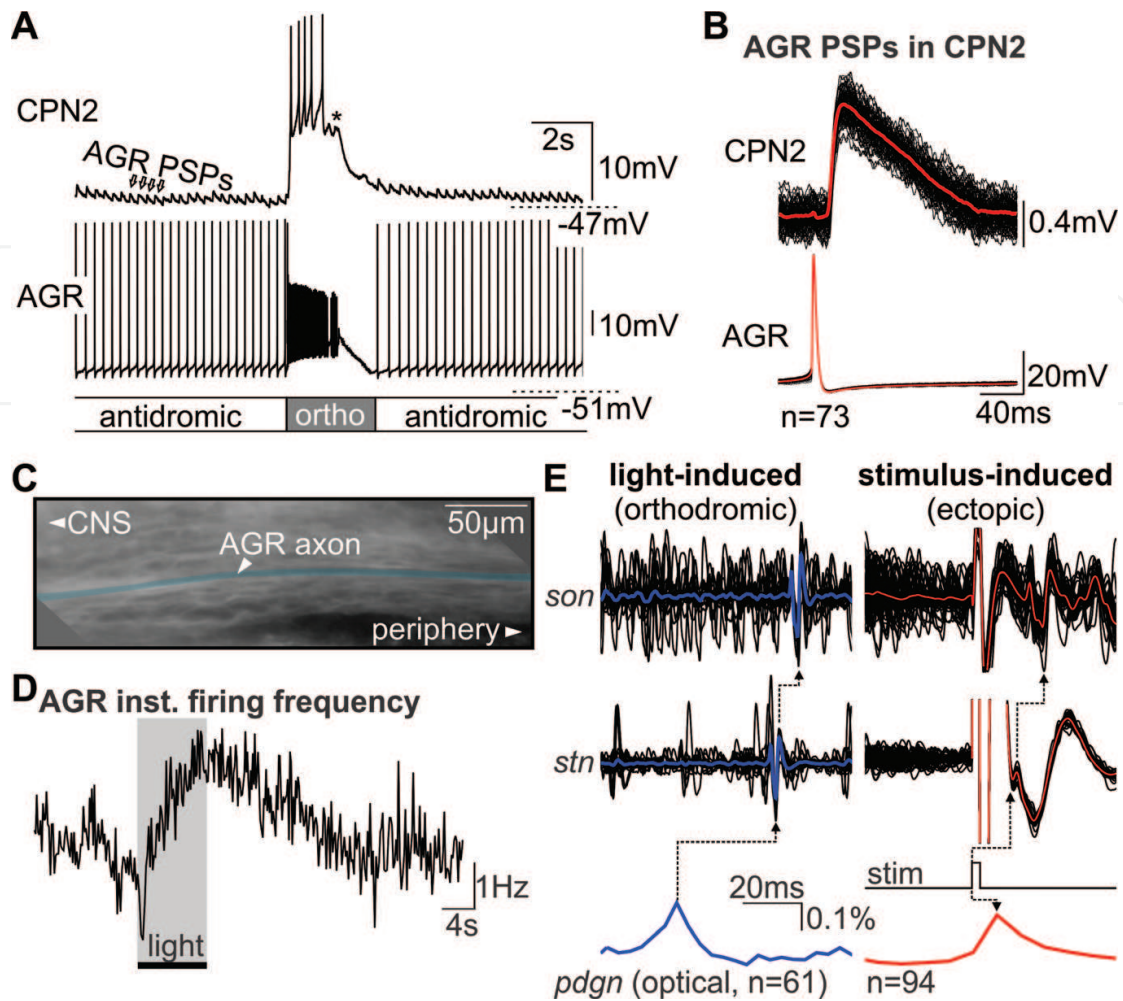 A
CPN2
AGR PSPs
*
2s
10mV
-47mV
AGR
10mV
-51mV
antidromic
ortho
antidromic
B
AGR PSPs in CPN2
CPN2
0.4mV
AGR
20mV
40ms
n=73
C
◄CNS
50µm
AGR axon
periphery ►
D
AGR inst. firing frequency
1Hz
4s
light
E
light-induced
(orthodromic)
stimulus-induced
(ectopic)
son
stn
stim
20ms
0.1%
pdgn (optical, n=61)
n=94